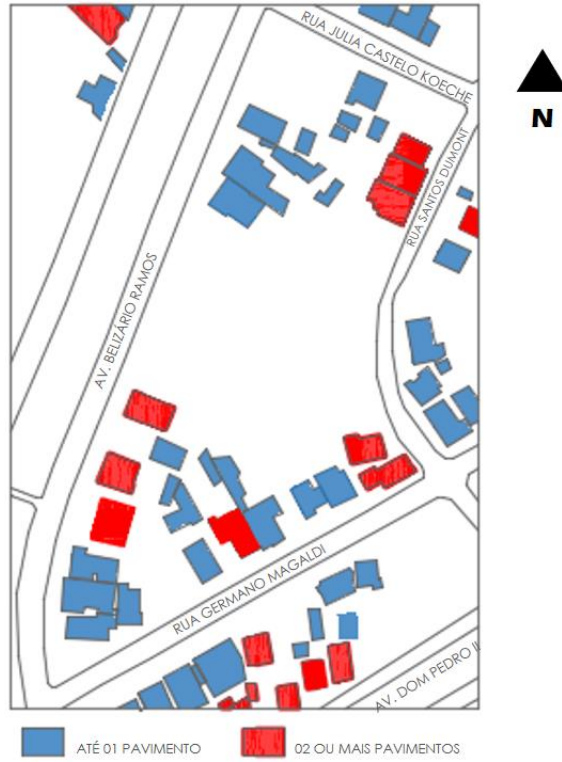 RUA JULIA CASTELO KOECHE
N
RUA SANTOS DUMONT
AV. BELIZÁRIO RAMOS
RUA GERMANO MAGALDI
AV. DOM PEDRO II
ATÉ 01 PAVIMENTO
02 OU MAIS PAVIMENTOS